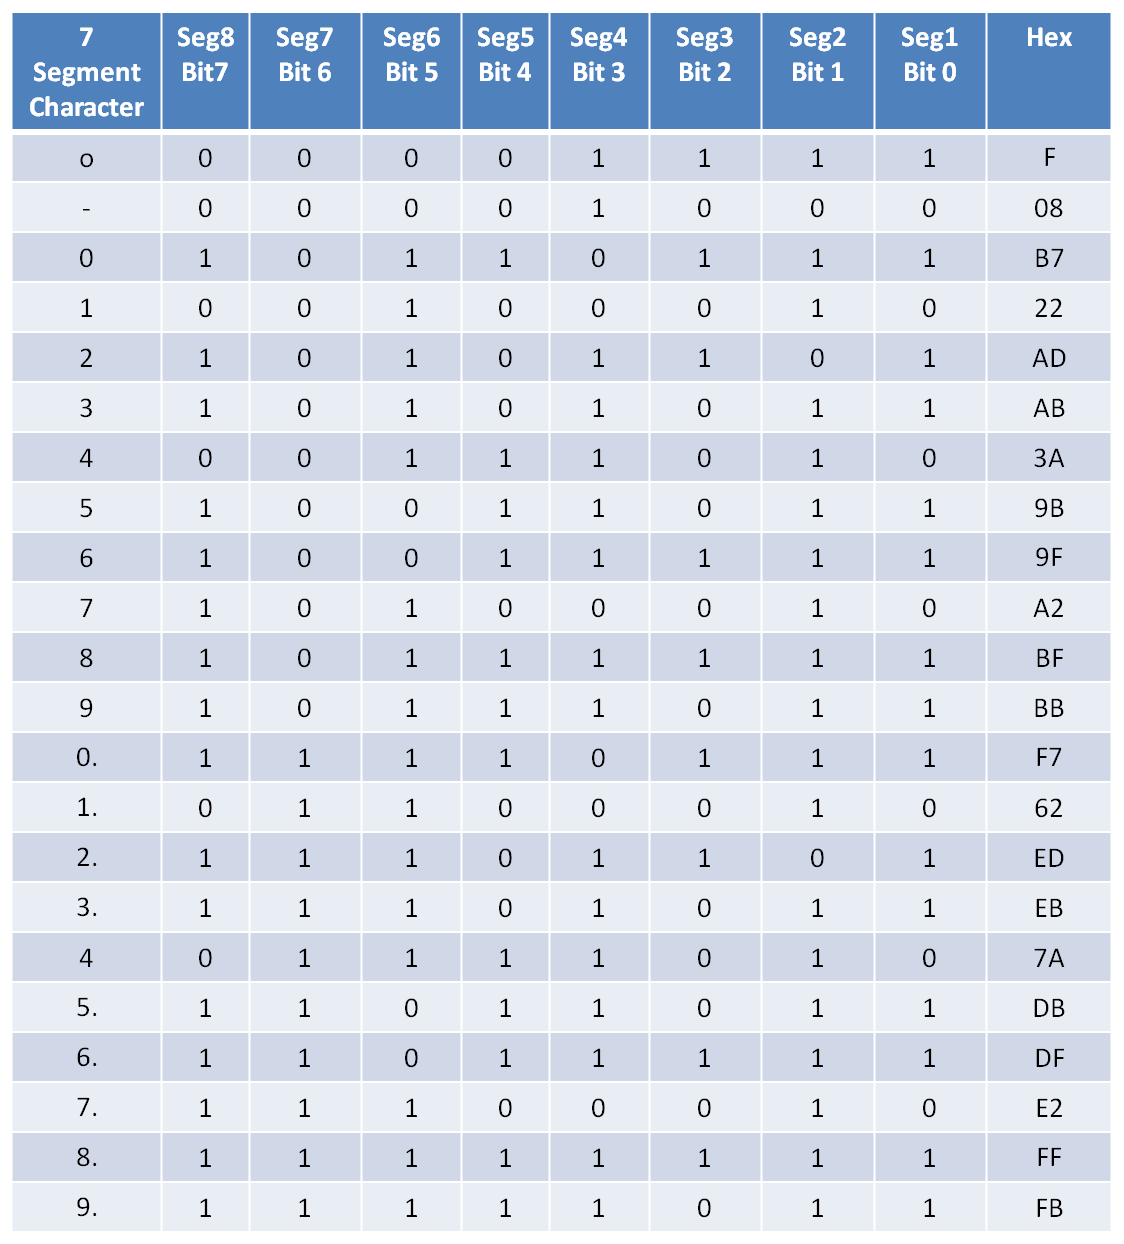 7 Segment Character Seg8 Bit7 Seg7 Bit 6 Seg6 Bit 5 Seg5 Bit 4 Seg4 Bit 3 Seg3 Bit 2 Seg2 Bit 1 Seg1 Bit 0 Hex
o 0 0 0 0 1 1 1 1 F
- 0 0 0 0 1 0 0 0 08
0 1 0 1 1 0 1 1 1 B7
1 0 0 1 0 0 0 1 0 22
2 1 0 1 0 1 1 0 1 AD
3 1 0 1 0 1 0 1 1 AB
4 0 0 1 1 1 0 1 0 3A
5 1 0 0 1 1 0 1 1 9B
6 1 0 0 1 1 1 1 1 9F
7 1 0 1 0 0 0 1 0 A2
8 1 0 1 1 1 1 1 1 BF
9 1 0 1 1 1 0 1 1 BB
0. 1 1 1 1 0 1 1 1 F7
1. 0 1 1 0 0 0 1 0 62
2. 1 1 1 0 1 1 0 1 ED
3. 1 1 1 0 1 0 1 1 EB
4 0 1 1 1 1 0 1 0 7A
5. 1 1 0 1 1 0 1 1 DB
6. 1 1 0 1 1 1 1 1 DF
7. 1 1 1 0 0 0 1 0 E2
8. 1 1 1 1 1 1 1 1 FF
9. 1 1 1 1 1 0 1 1 FB